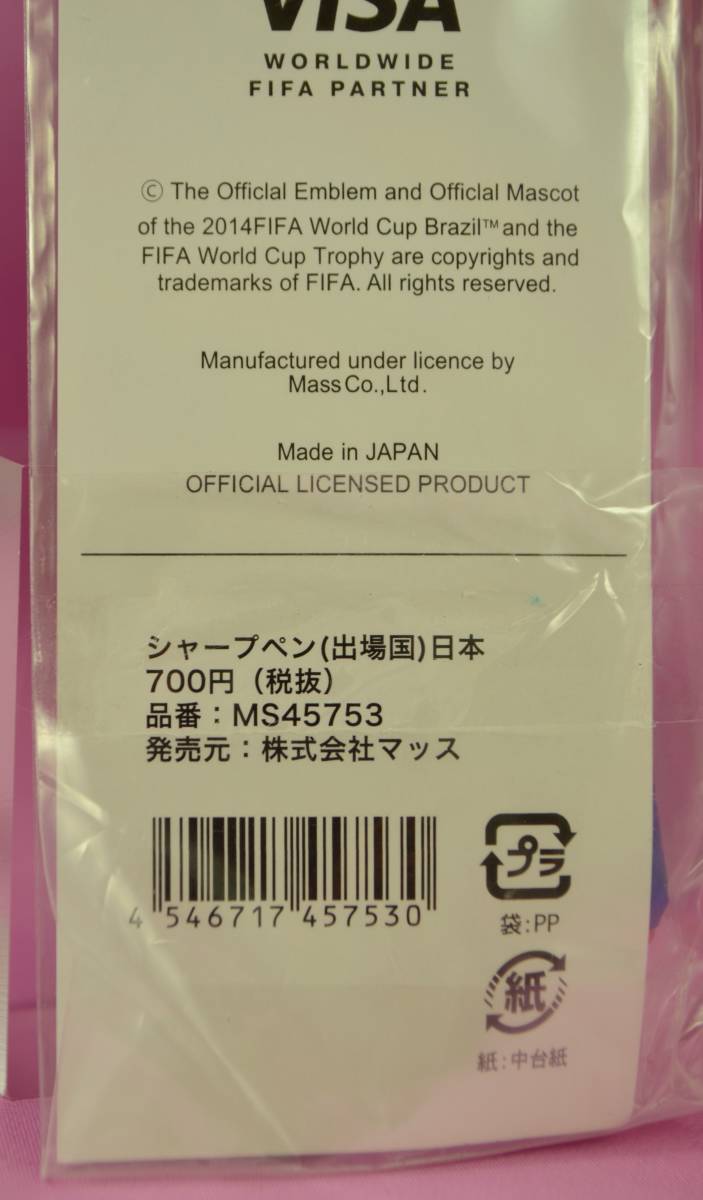 VISA
WORLDWIDE
FIFA PARTNER
Ⓒ The Officlal Emblem and Officlal Mascot
of the 2014FIFA World Cup Brazil™ and the
FIFA World Cup Trophy are copyrights and
trademarks of FIFA. All rights reserved.
Manufactured under licence by
Mass Co.,Ltd.
Made in JAPAN
OFFICIAL LICENSED PRODUCT
シャープペン(出場国)日本
700円（税抜）
品番：MS45753
発売元：株式会社マッス
4 546717 457530
プラ
袋:PP
紙
紙:中台紙